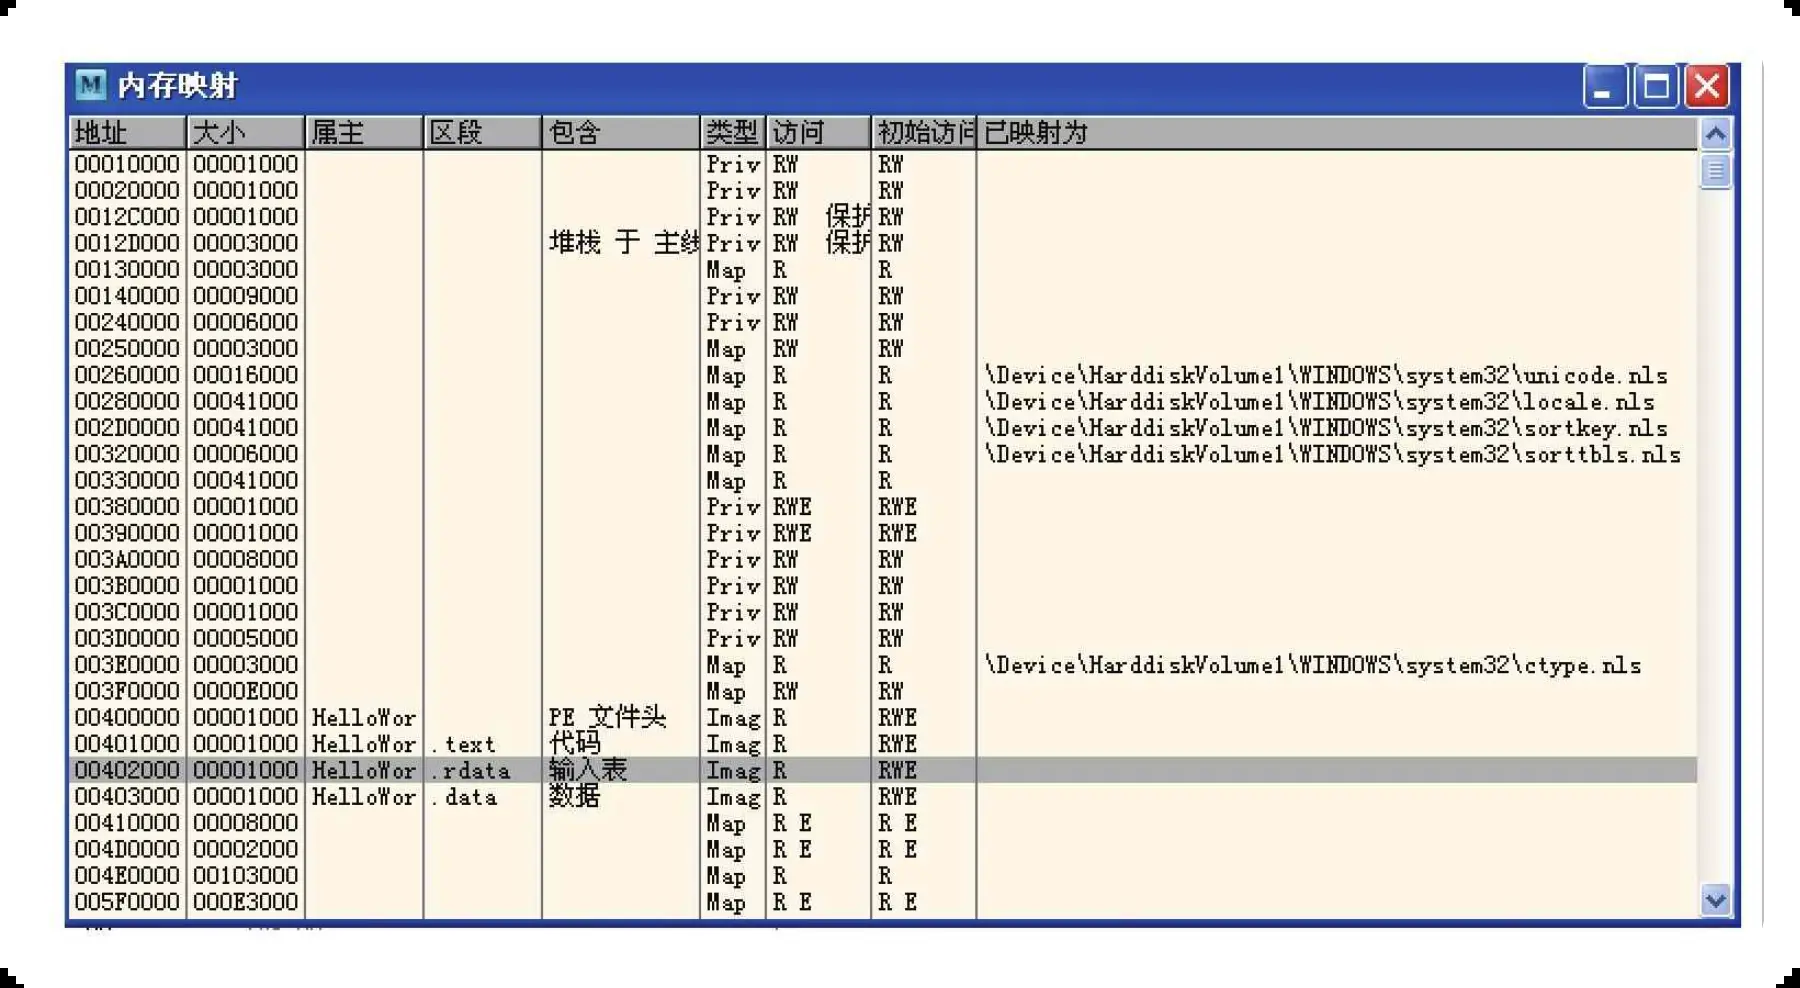 M 内存映射
地址 大小 属主 区段 包含 类型 访问 初始访问 已映射为
00010000 00001000 Priv RW RW
00020000 00001000 Priv RW RW
0012C000 00001000 Priv RW 保护 RW
0012D000 00003000 堆栈 于 主线 Priv RW 保护 RW
00130000 00003000 Map R R
00140000 00009000 Priv RW RW
00240000 00006000 Priv RW RW
00250000 00003000 Map RW RW
00260000 00016000 Map R R \Device\HarddiskVolume1\WINDOWS\system32\unicode.nls
00280000 00041000 Map R R \Device\HarddiskVolume1\WINDOWS\system32\locale.nls
002D0000 00041000 Map R R \Device\HarddiskVolume1\WINDOWS\system32\sortkey.nls
00320000 00006000 Map R R \Device\HarddiskVolume1\WINDOWS\system32\sorttbls.nls
00330000 00041000 Map R R
00380000 00001000 Priv RWE RWE
00390000 00001000 Priv RWE RWE
003A0000 00008000 Priv RW RW
003B0000 00001000 Priv RW RW
003C0000 00001000 Priv RW RW
003D0000 00005000 Priv RW RW
003E0000 00003000 Map R R \Device\HarddiskVolume1\WINDOWS\system32\ctype.nls
003F0000 0000E000 Map RW RW
00400000 00001000 HelloWor PE 文件头 Imag R RWE
00401000 00001000 HelloWor .text 代码 Imag R RWE
00402000 00001000 HelloWor .rdata 输入表 Imag R RWE
00403000 00001000 HelloWor .data 数据 Imag R RWE
00410000 00008000 Map R E R E
004D0000 00002000 Map R E R E
004E0000 00103000 Map R R
005F0000 000E3000 Map R E R E